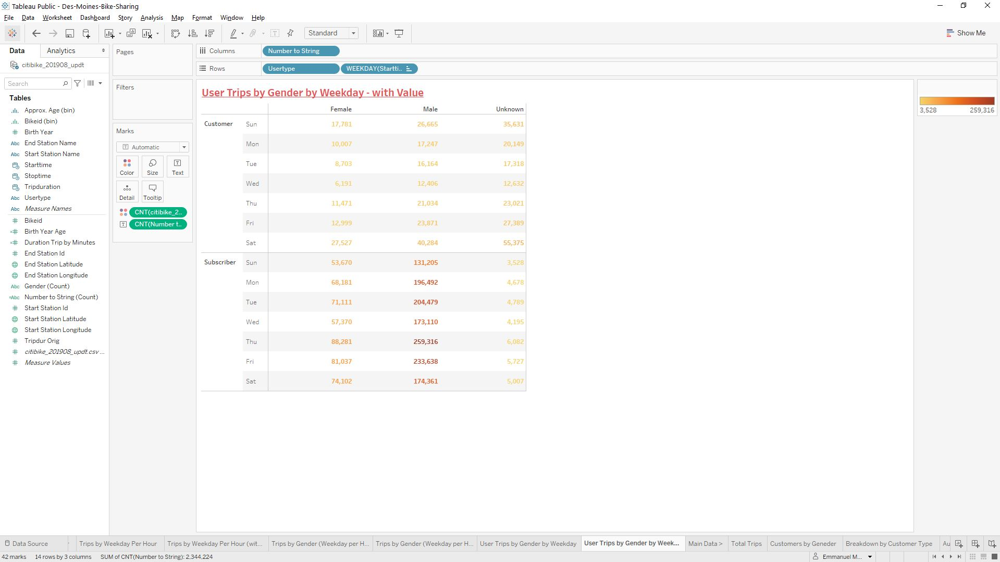 Tableau Public - Des-Moines-Bike-Sharing
File Data Worksheet Dashboard Story Analysis Map Format Window Help
Standard
Show Me
Data Analytics
citibike_201908_updt
Search
Tables
Approx. Age (bin)
Bikeid (bin)
Birth Year
Abc End Station Name
Abc Start Station Name
Starttime
Stoptime
Tripduration
Abc Usertype
Abc Measure Names
Bikeid
Birth Year Age
Duration Trip by Minutes
End Station Id
End Station Latitude
End Station Longitude
Abc Gender (Count)
=Abc Number to String (Count)
Start Station Id
Start Station Latitude
Start Station Longitude
Tripdur Orig
citibike_201908_updt.csv ...
Measure Values
Pages
Filters
Marks
Automatic
Color Size Text
Detail Tooltip
CNT(citibike_2..
CNT(Number t..
Columns Number to String
Rows Usertype WEEKDAY(Startti..
User Trips by Gender by Weekday - with Value
Female Male Unknown
Customer Sun 17,781 26,665 35,631
Mon 10,007 17,247 20,149
Tue 8,703 16,164 17,318
Wed 6,191 12,406 12,632
Thu 11,471 21,034 23,021
Fri 12,999 23,871 27,389
Sat 27,527 40,284 55,375
Subscriber Sun 53,670 131,205 3,528
Mon 68,181 196,492 4,678
Tue 71,111 204,479 4,789
Wed 57,370 173,110 4,195
Thu 88,281 259,316 6,082
Fri 81,037 233,638 5,727
Sat 74,102 174,361 5,007
3,528 259,316
Data Source Trips by Weekday Per Hour Trips by Weekday Per Hour (wit... Trips by Gender (Weekday per H... Trips by Gender (Weekday per H... User Trips by Gender by Weekday User Trips by Gender by Week... Main Data > Total Trips Customers by Geneder Breakdown by Customer Type Au
42 marks 14 rows by 3 columns SUM of CNT(Number to String): 2,344,224 Emmanuel M...